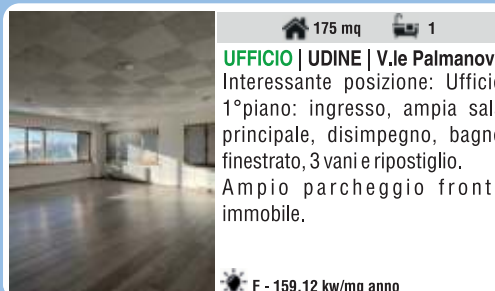 175 mq 1
UFFICIO | UDINE | V.le Palmanov
Interessante posizione: Uffici
1°piano: ingresso, ampia sal
principale, disimpegno, bagn
finestrato, 3 vani e ripostiglio.
Ampio parcheggio front
immobile.
F - 159,12 kw/mq anno